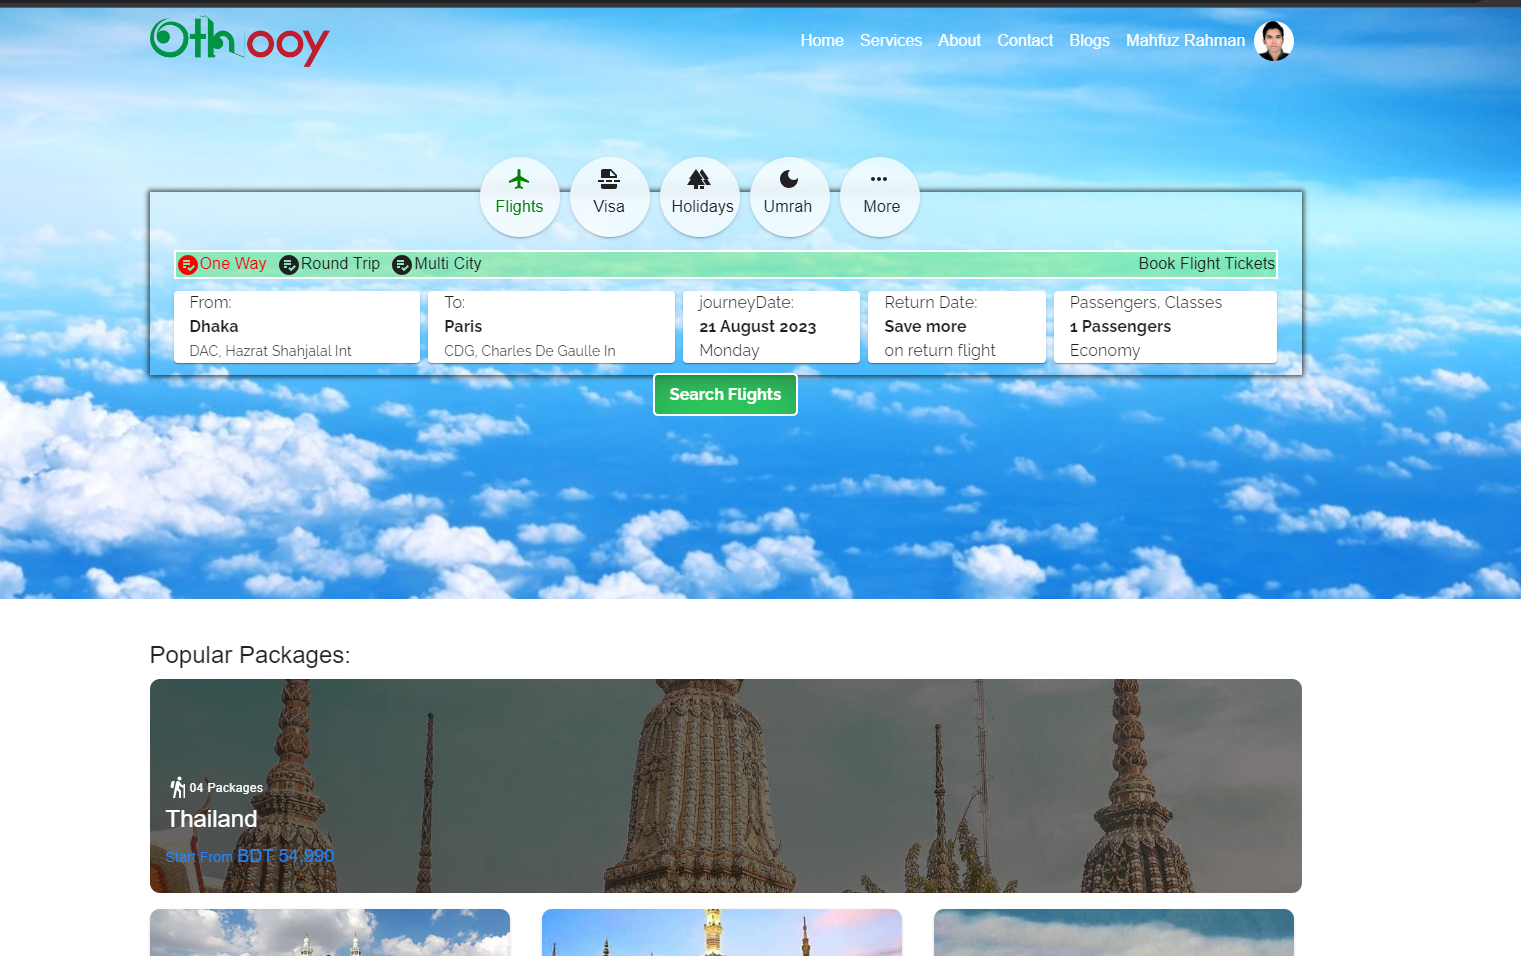 Othooy
Home Services About Contact Blogs Mahfuz Rahman
Flights Visa Holidays Umrah More
One Way Round Trip Multi City Book Flight Tickets
From: To: journeyDate: Return Date: Passengers, Classes
Dhaka Paris 21 August 2023 Save more 1 Passengers
DAC, Hazrat Shahjalal Int CDG, Charles De Gaulle In Monday on return flight Economy
Search Flights
Popular Packages:
04 Packages
Thailand
Start From BDT 54,990